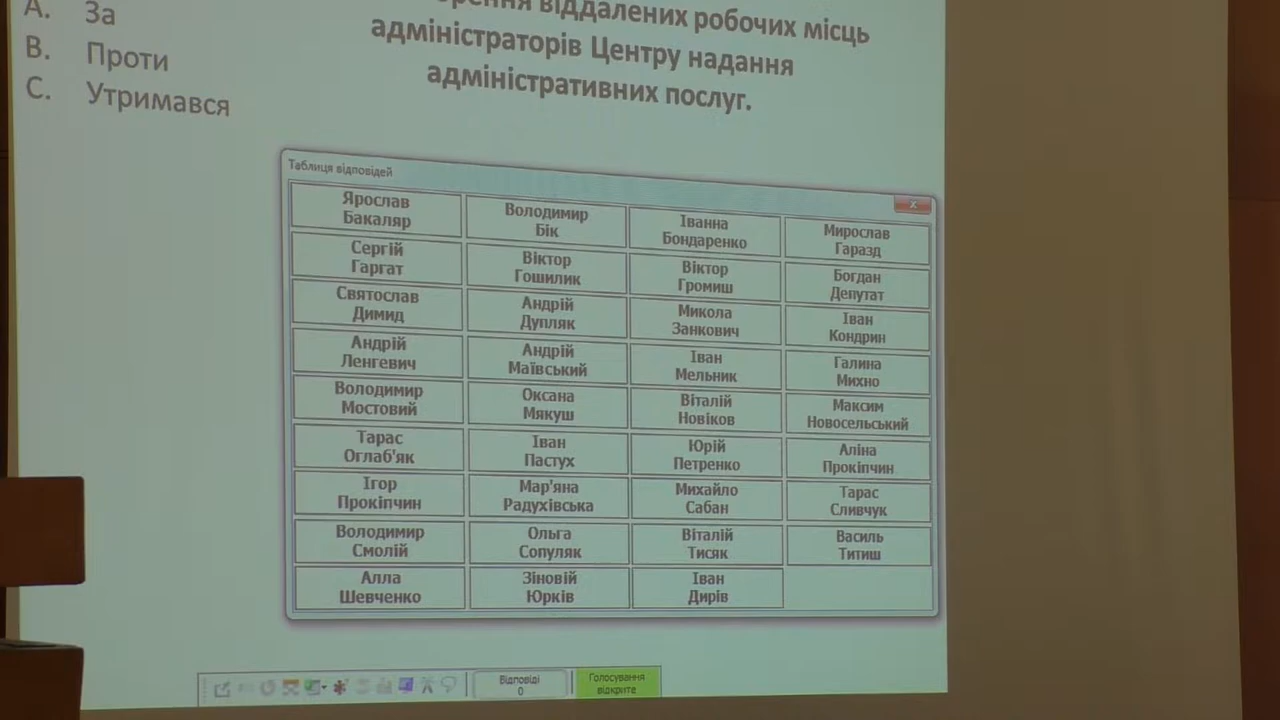 A. За
B. Проти
C. Утримався
віддалених робочих місць
адміністраторів Центру надання
адміністративних послуг.
Таблиця відповідей
Ярослав Бакаляр
Володимир Бік
Іванна Бондаренко
Мирослав Гаразд
Сергій Гаргат
Віктор Гошилик
Віктор Громиш
Богдан Депутат
Святослав Димид
Андрій Дупляк
Микола Занкович
Іван Кондрин
Андрій Ленгевич
Андрій Маївський
Іван Мельник
Галина Михно
Володимир Мостовий
Оксана Мякуш
Віталій Новіков
Максим Новосельський
Тарас Оглаб'як
Іван Пастух
Юрій Петренко
Аліна Прокіпчин
Ігор Прокіпчин
Мар'яна Радухівська
Михайло Сабан
Тарас Сливчук
Володимир Смолій
Ольга Сопуляк
Віталій Тисяк
Василь Титиш
Алла Шевченко
Зіновій Юрків
Іван Дирів
Відповіді
0
Голосування
відкрите